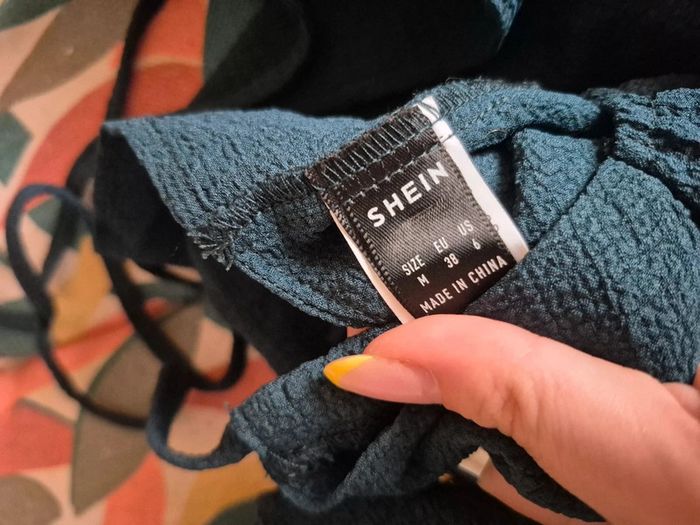 SHEIN
SIZE EU US
M 38 6
MADE IN CHINA